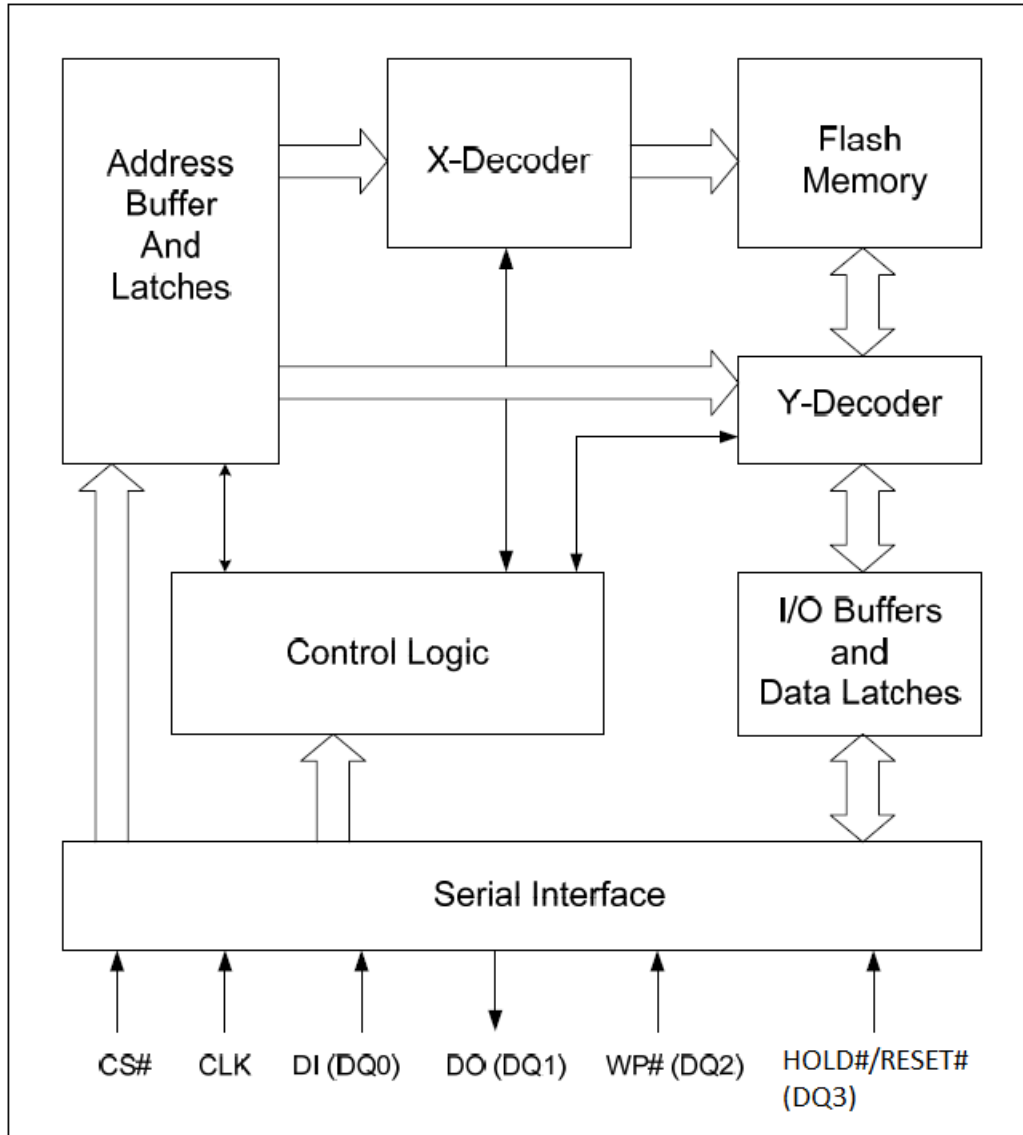 Address
Buffer
And
Latches
X-Decoder
Flash
Memory
Y-Decoder
Control Logic
I/O Buffers
and
Data Latches
Serial Interface
CS#
CLK
DI (DQ0)
DO (DQ1)
WP# (DQ2)
HOLD#/RESET#
(DQ3)